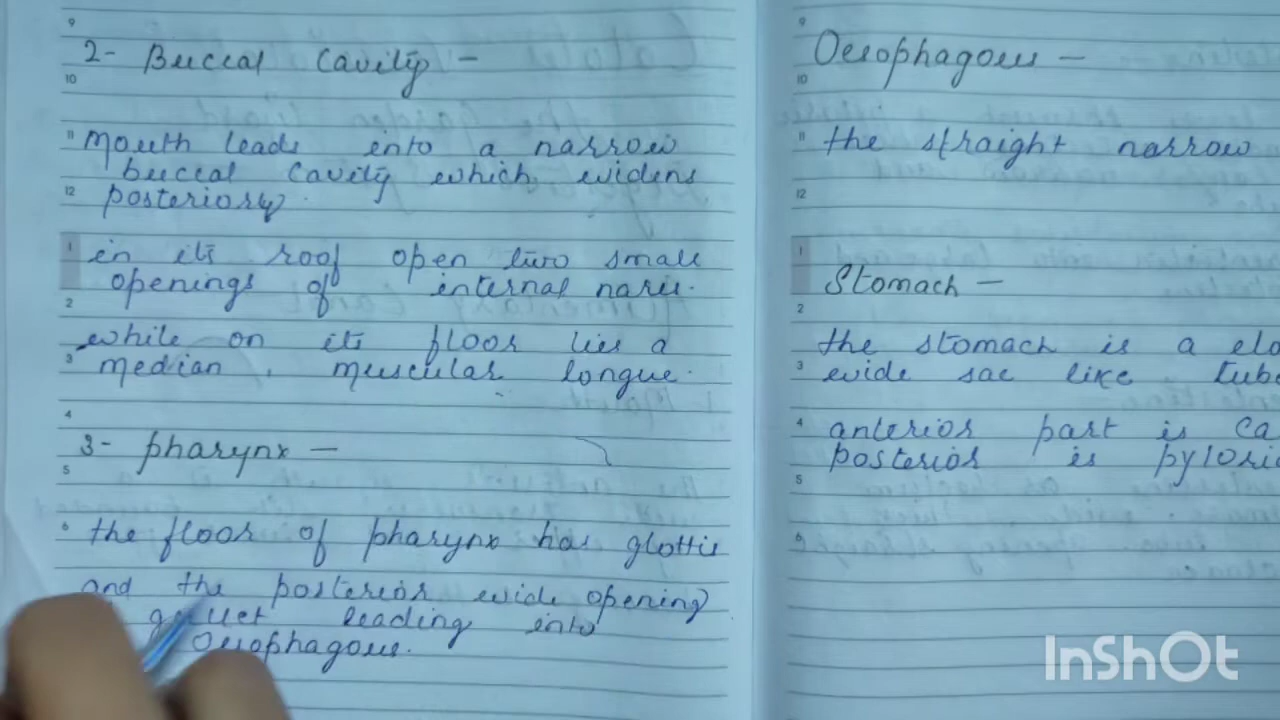 2- Buccal Cavity -
mouth leads into a narrow
buccal cavity which widens
posteriory.
in its roof open two small
openings of internal naris.
while on its floor lies a
median, muscular tongue.
3- pharynx -
the floor of pharynx has glottis
and the posterior wide opening
gullet leading into
Oesophagous.
Oesophagous -
the straight narrow
Stomach -
the stomach is a elo
wide sac like tube
anterior part is Ca
posterior is pyloric
InShOt